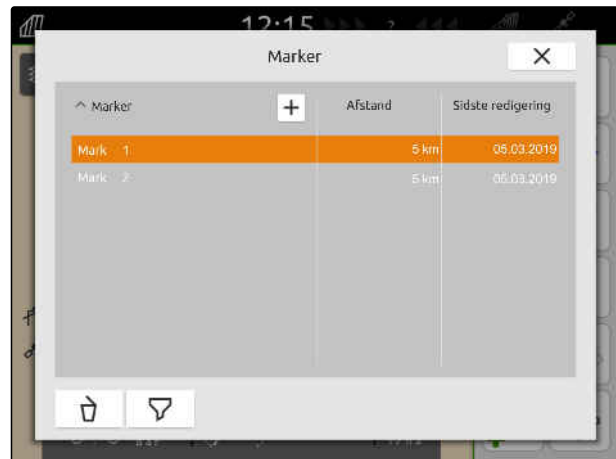 12:15
Marker
Marker + Afstand Sidste redigering
Mark 1 5 km 05.03.2019
Mark 2 5 km 05.03.2019